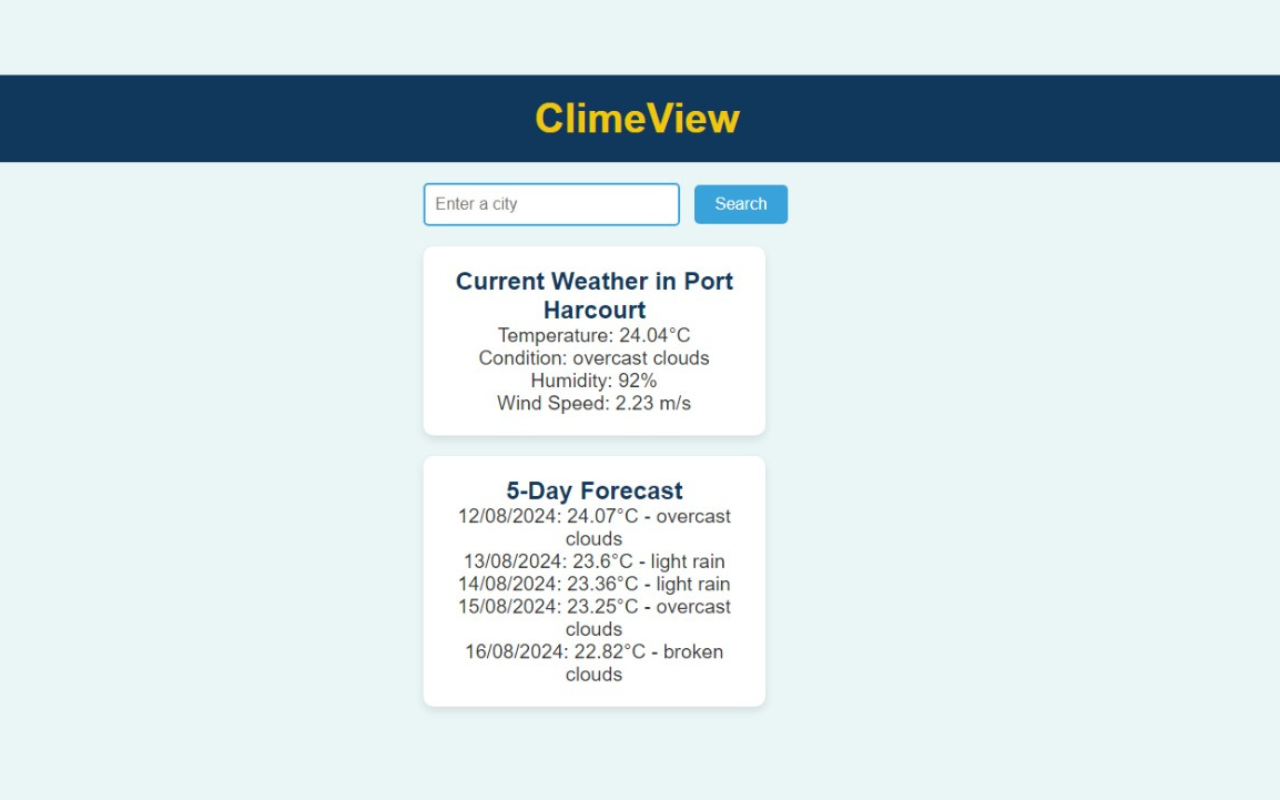 ClimeView
Enter a city
Search
Current Weather in Port
Harcourt
Temperature: 24.04°C
Condition: overcast clouds
Humidity: 92%
Wind Speed: 2.23 m/s
5-Day Forecast
12/08/2024: 24.07°C - overcast
clouds
13/08/2024: 23.6°C - light rain
14/08/2024: 23.36°C - light rain
15/08/2024: 23.25°C - overcast
clouds
16/08/2024: 22.82°C - broken
clouds